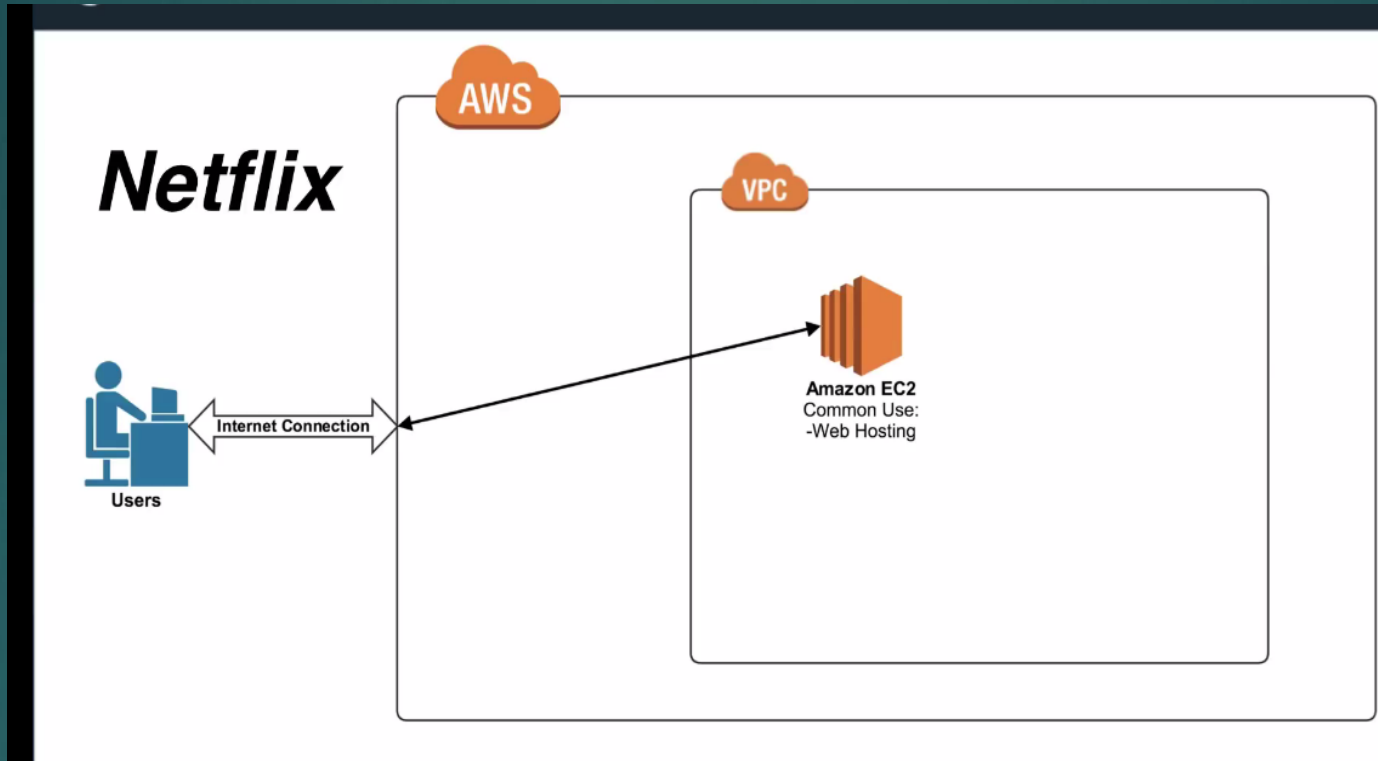 AWS
Netflix
VPC
Amazon EC2
Common Use:
-Web Hosting
Internet Connection
Users